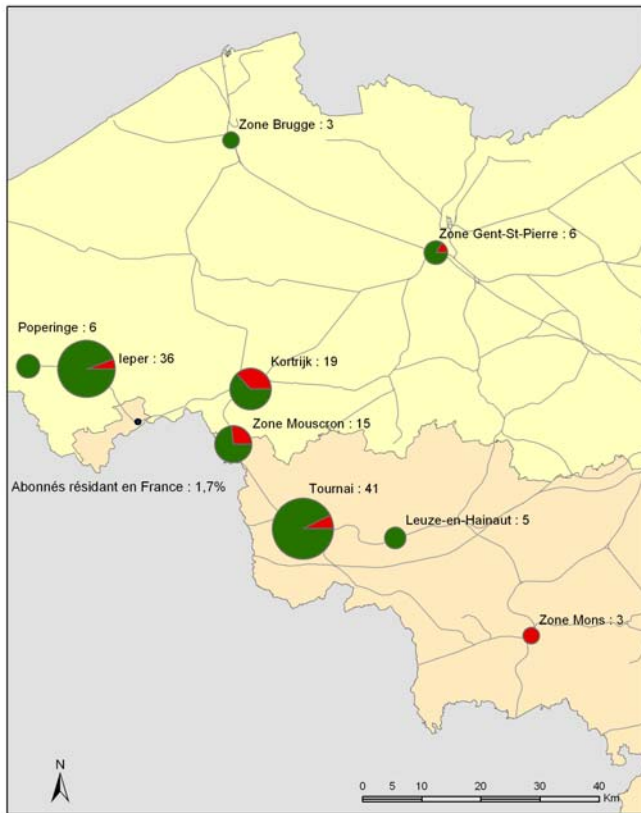 Zone Brugge : 3
Zone Gent-St-Pierre : 6
Poperinge : 6
Ieper : 36
Kortrijk : 19
Zone Mouscron : 15
Abonnés résidant en France : 1,7%
Tournai : 41
Leuze-en-Hainaut : 5
Zone Mons : 3
N
0 5 10 20 30 40
Km